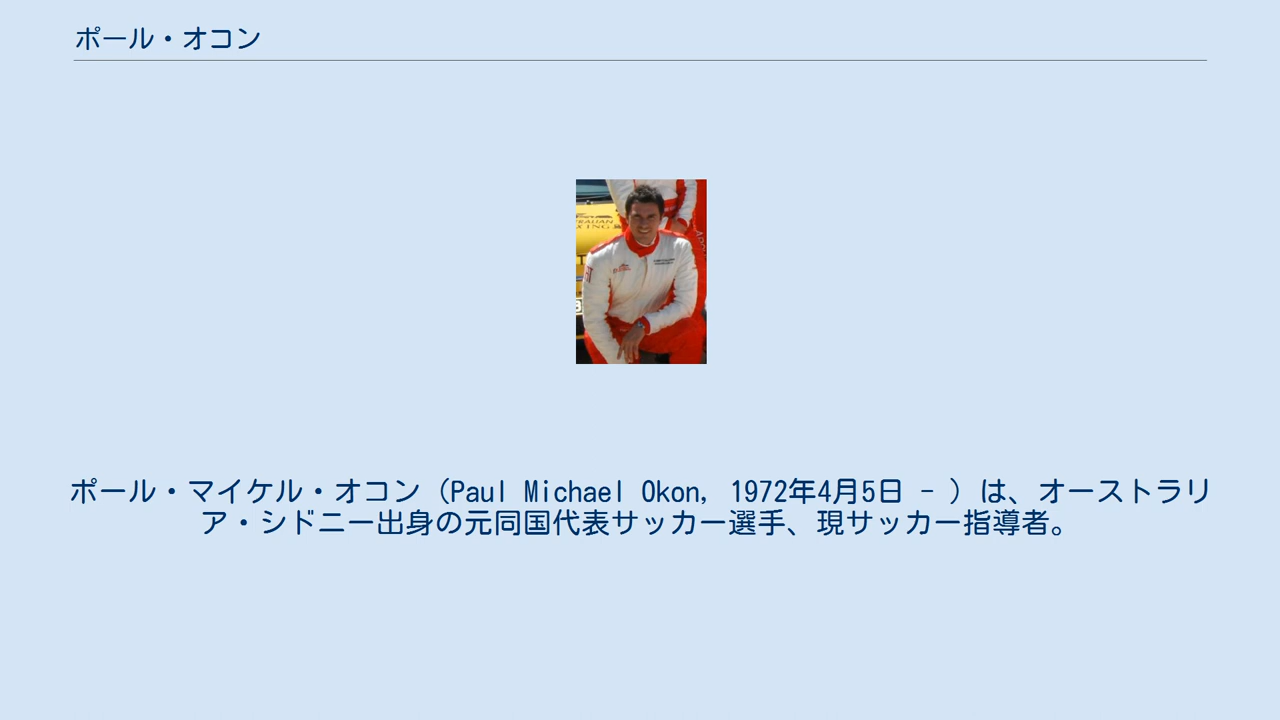 ポール・オコン
ポール・マイケル・オコン（Paul Michael Okon, 1972年4月5日 - ）は、オーストラリ
ア・シドニー出身の元同国代表サッカー選手、現サッカー指導者。